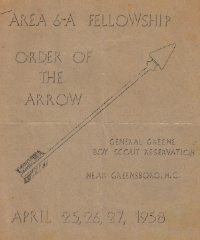 AREA 6-A FELLOWSHIP
ORDER OF
THE
ARROW
GENERAL GREENE
BOY SCOUT RESERVATION
NEAR GREENSBORO, N.C.
APRIL 25, 26, 27, 1958